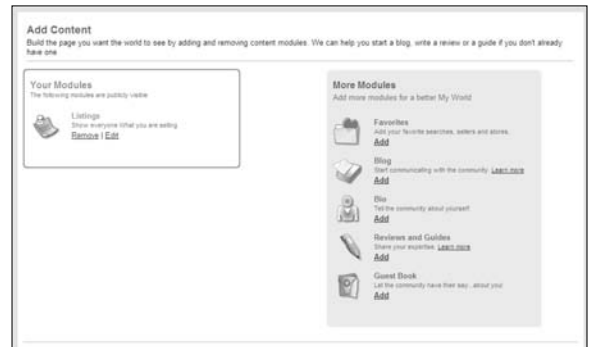 Add Content
Build the page you want the world to see by adding and removing content modules. We can help you start a blog, write a review or a guide if you don't already
have one
Your Modules
The following modules are publicly visible
Listings
Show everyone What you are selling
Remove | Edit
More Modules
Add more modules for a better My World
Favorites
Add your favorite searches, sellers and stores.
Add
Blog
Start communicating with the community. Learn more
Add
Bio
Tell the community about yourself.
Add
Reviews and Guides
Share your expertise. Learn more
Add
Guest Book
Let the community have their say.. about you!
Add